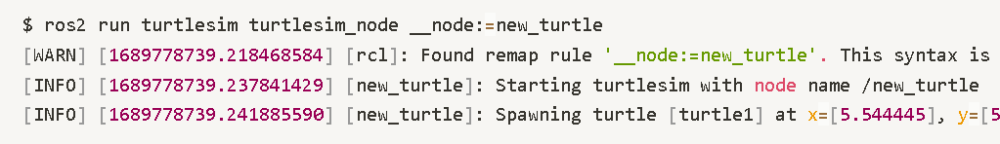 $ ros2 run turtlesim turtlesim_node __node:=new_turtle
[WARN] [1689778739.218468584] [rcl]: Found remap rule '__node:=new_turtle'. This syntax is
[INFO] [1689778739.237841429] [new_turtle]: Starting turtlesim with node name /new_turtle
[INFO] [1689778739.241885590] [new_turtle]: Spawning turtle [turtle1] at x=[5.544445], y=[5